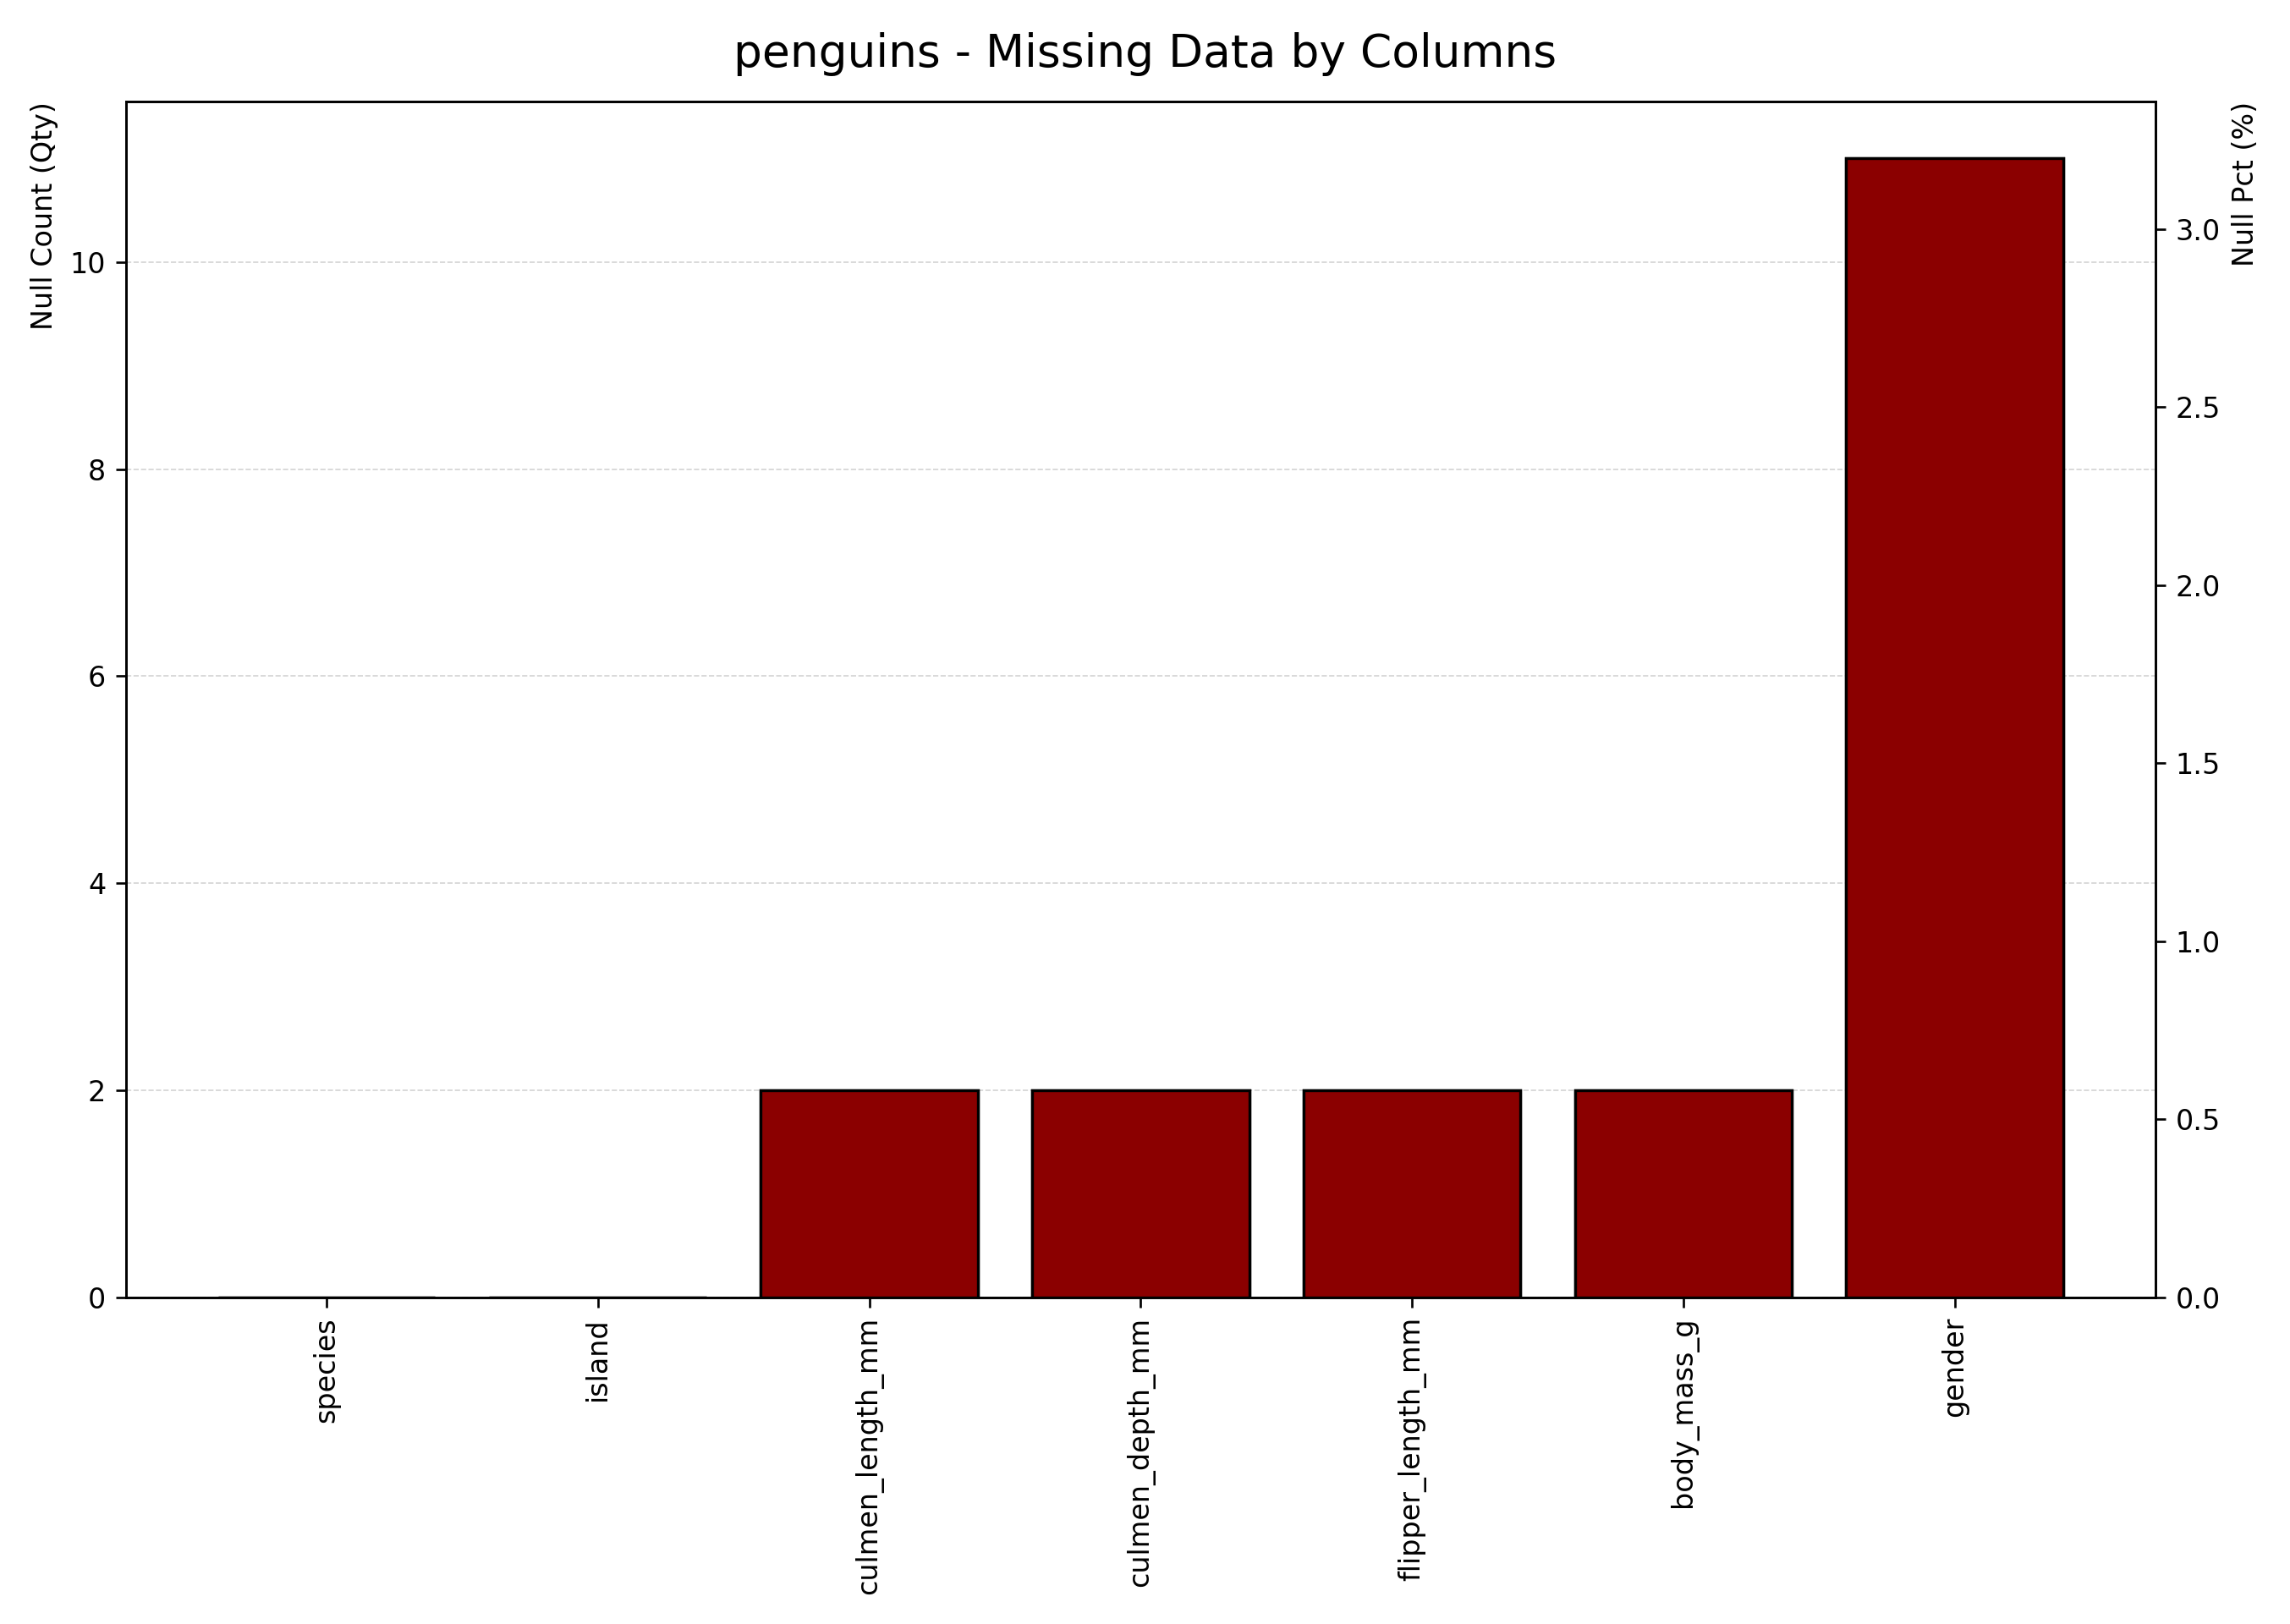 penguins - Missing Data by Columns
Null Count (Qty)
10
8
6
4
2
0
Null Pct (%)
3.0
2.5
2.0
1.5
1.0
0.5
0.0
species
island
culmen_length_mm
culmen_depth_mm
flipper_length_mm
body_mass_g
gender